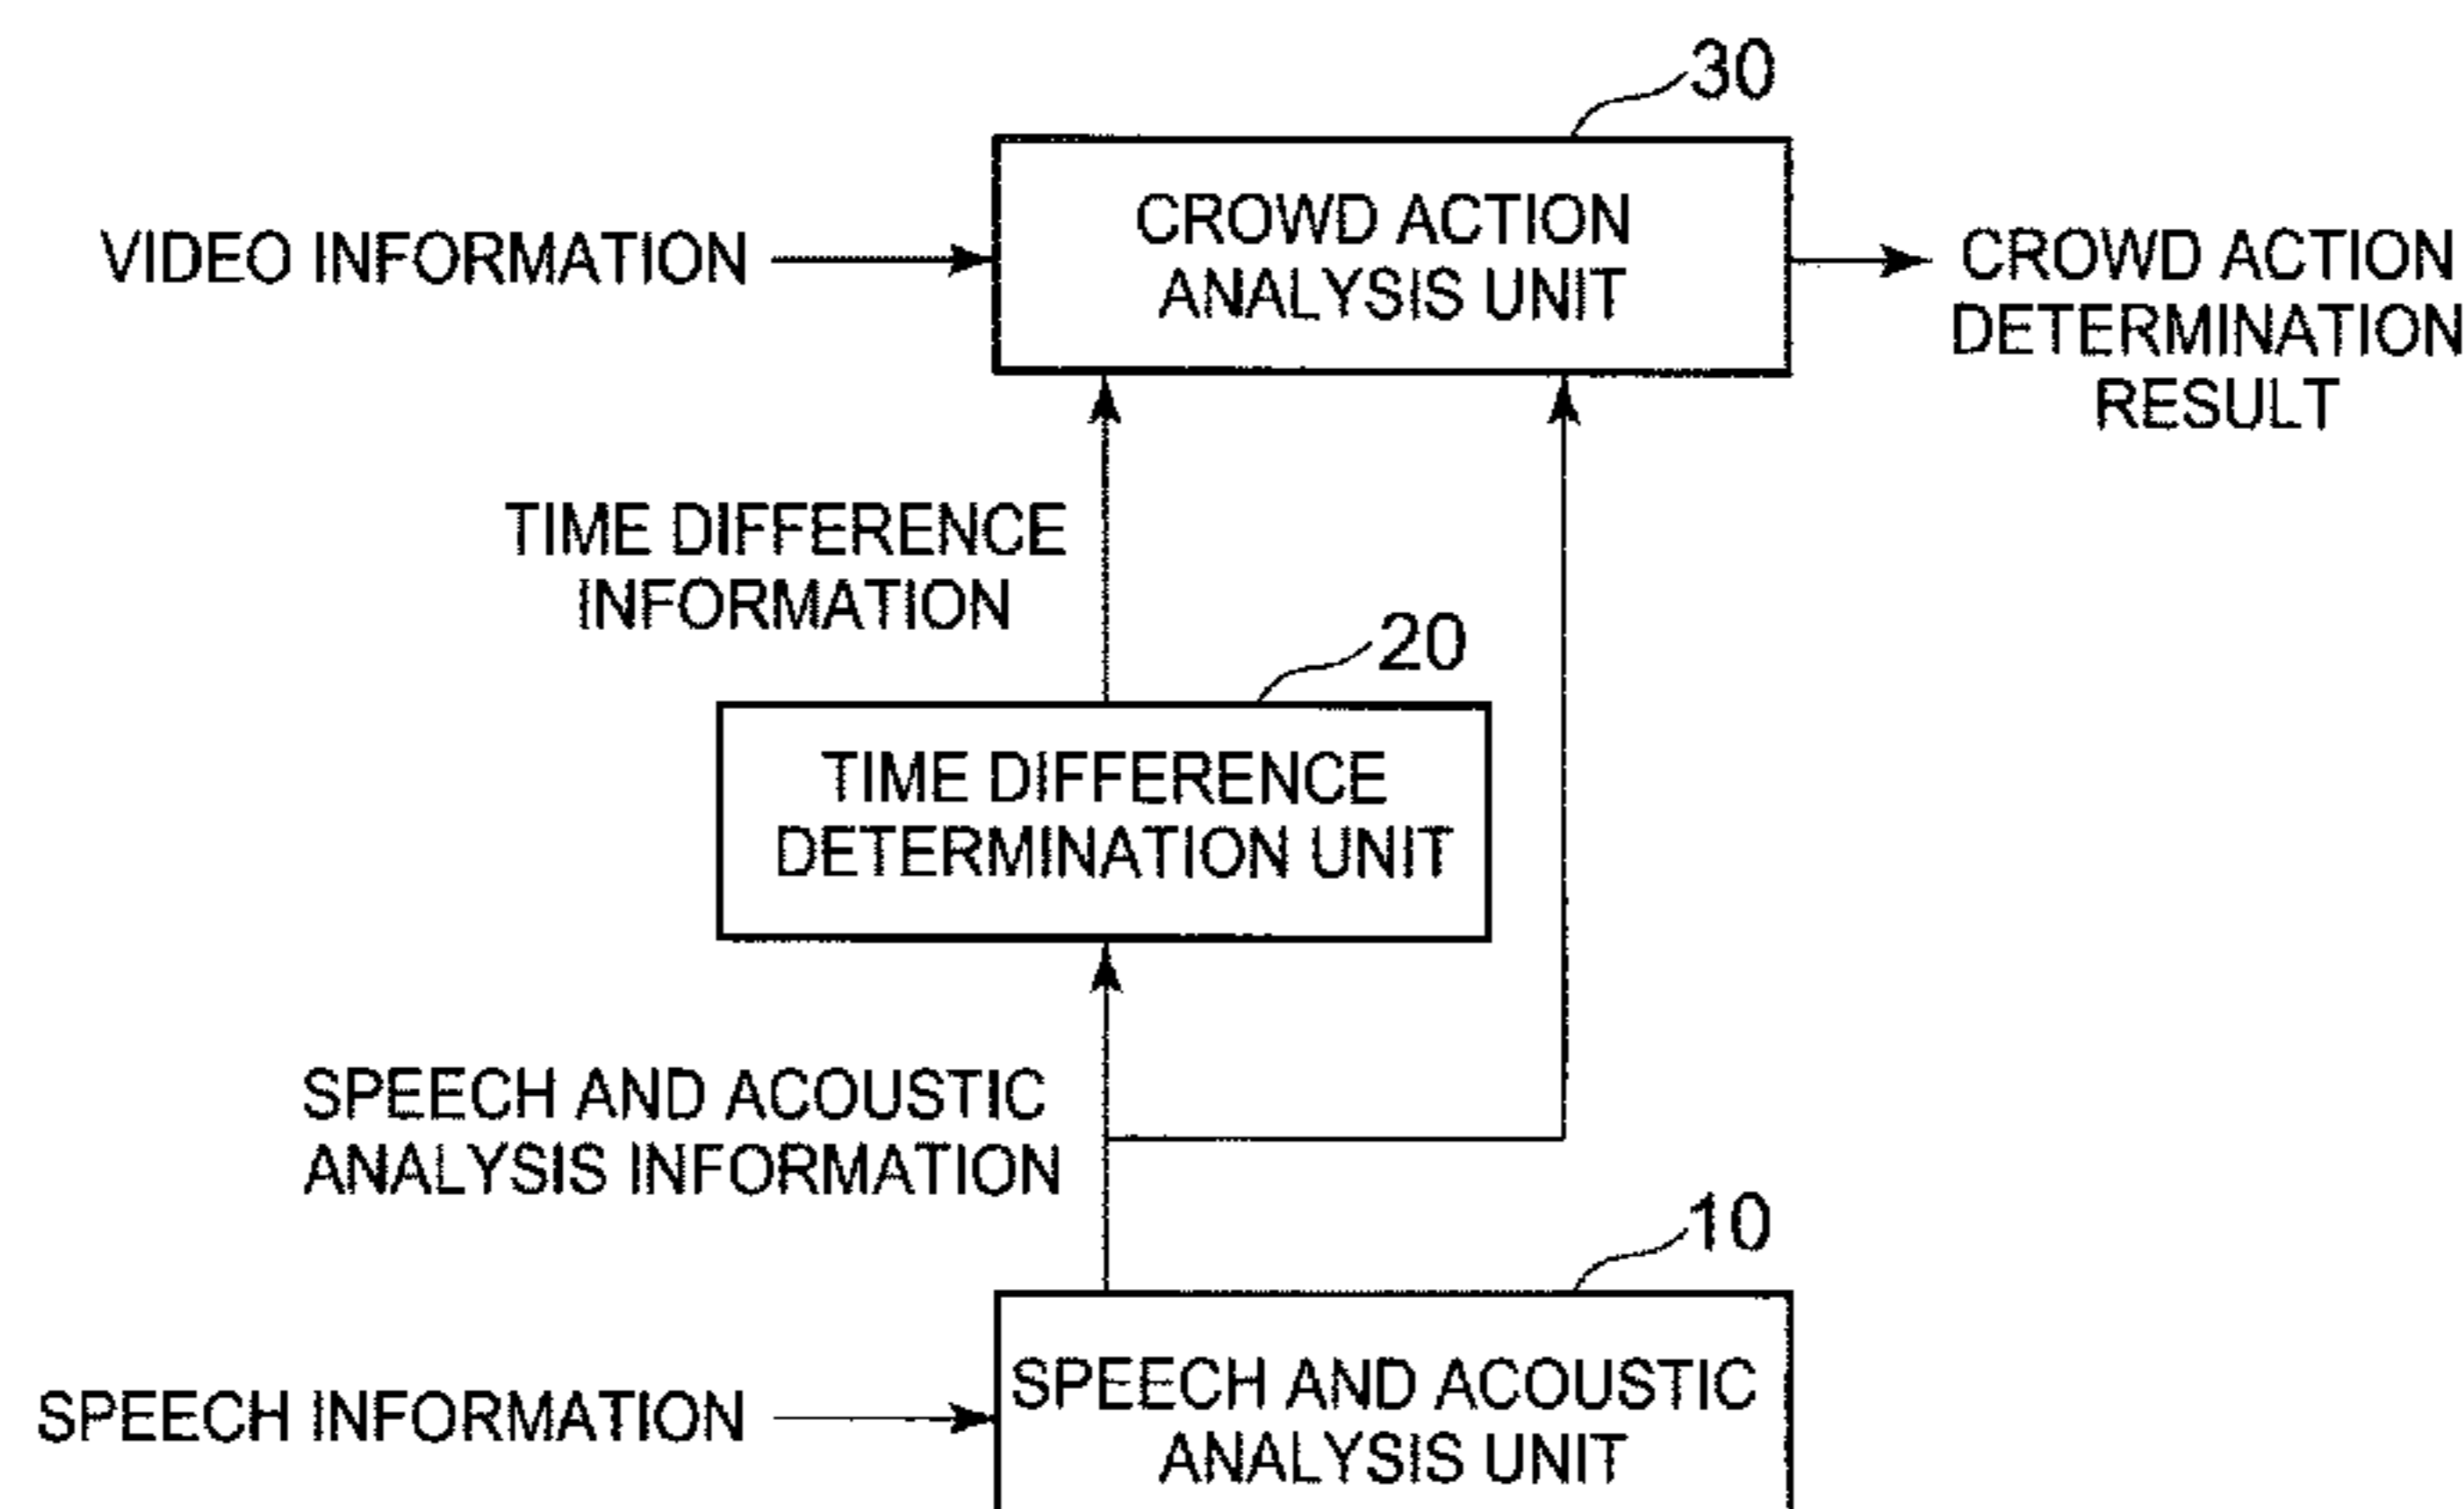 30
VIDEO INFORMATION
CROWD ACTION
ANALYSIS UNIT
CROWD ACTION
DETERMINATION
RESULT
TIME DIFFERENCE
INFORMATION
20
TIME DIFFERENCE
DETERMINATION UNIT
SPEECH AND ACOUSTIC
ANALYSIS INFORMATION
10
SPEECH INFORMATION
SPEECH AND ACOUSTIC
ANALYSIS UNIT